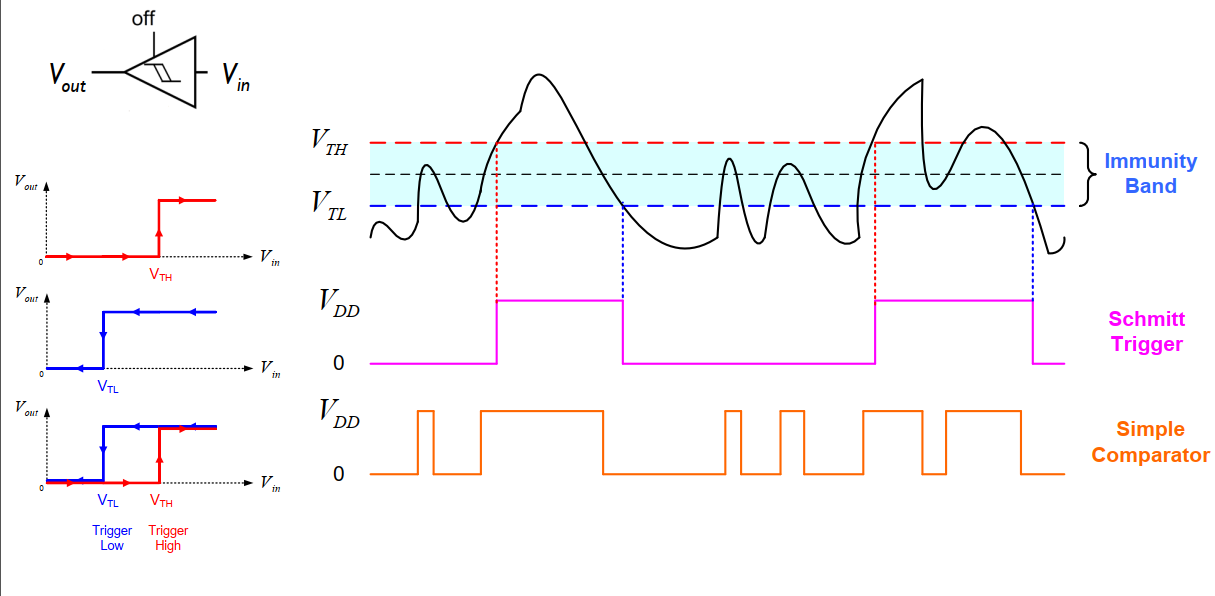 off
Vout
Vin
Vout
0
Vin
VTH
Vout
0
Vin
VTL
Vout
0
Vin
VTL
VTH
Trigger
Low
Trigger
High
VTH
VTL
Immunity
Band
VDD
0
Schmitt
Trigger
VDD
0
Simple
Comparator